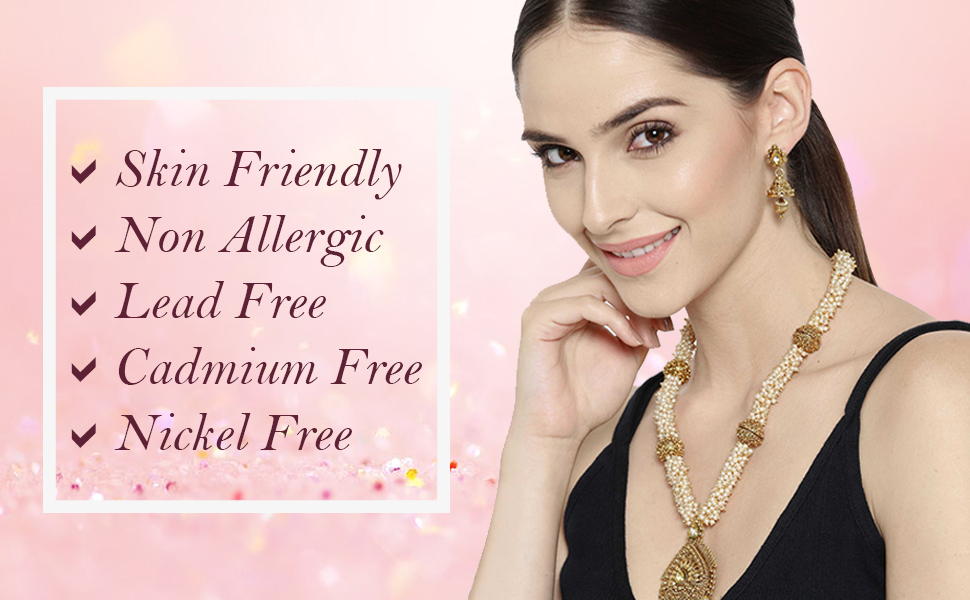 Skin Friendly
Non Allergic
Lead Free
Cadmium Free
Nickel Free